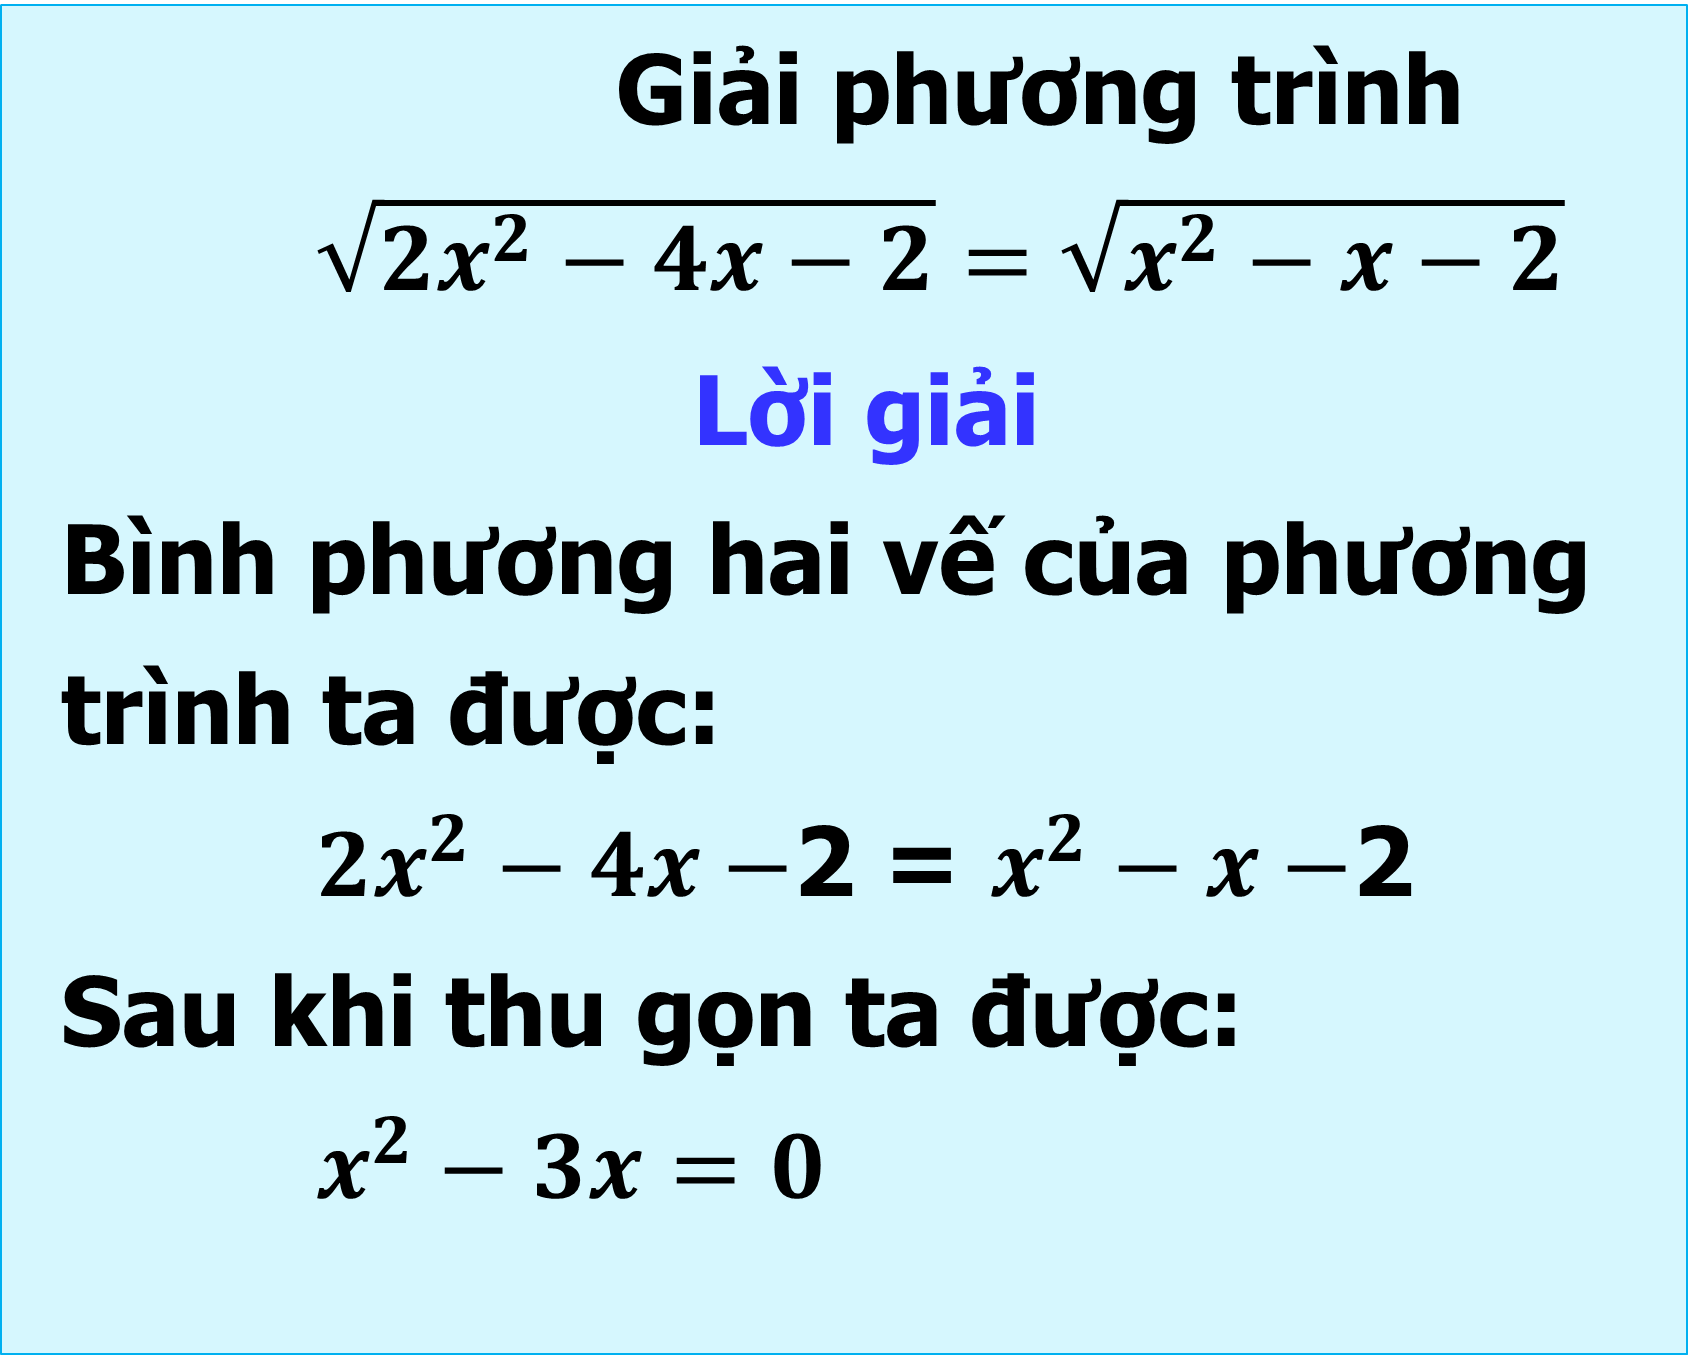 Giải phương trình
√2x² − 4x − 2 = √x² − x − 2
Lời giải
Bình phương hai vế của phương
trình ta được:
2x² − 4x −2 = x² − x −2
Sau khi thu gọn ta được:
x² − 3x = 0